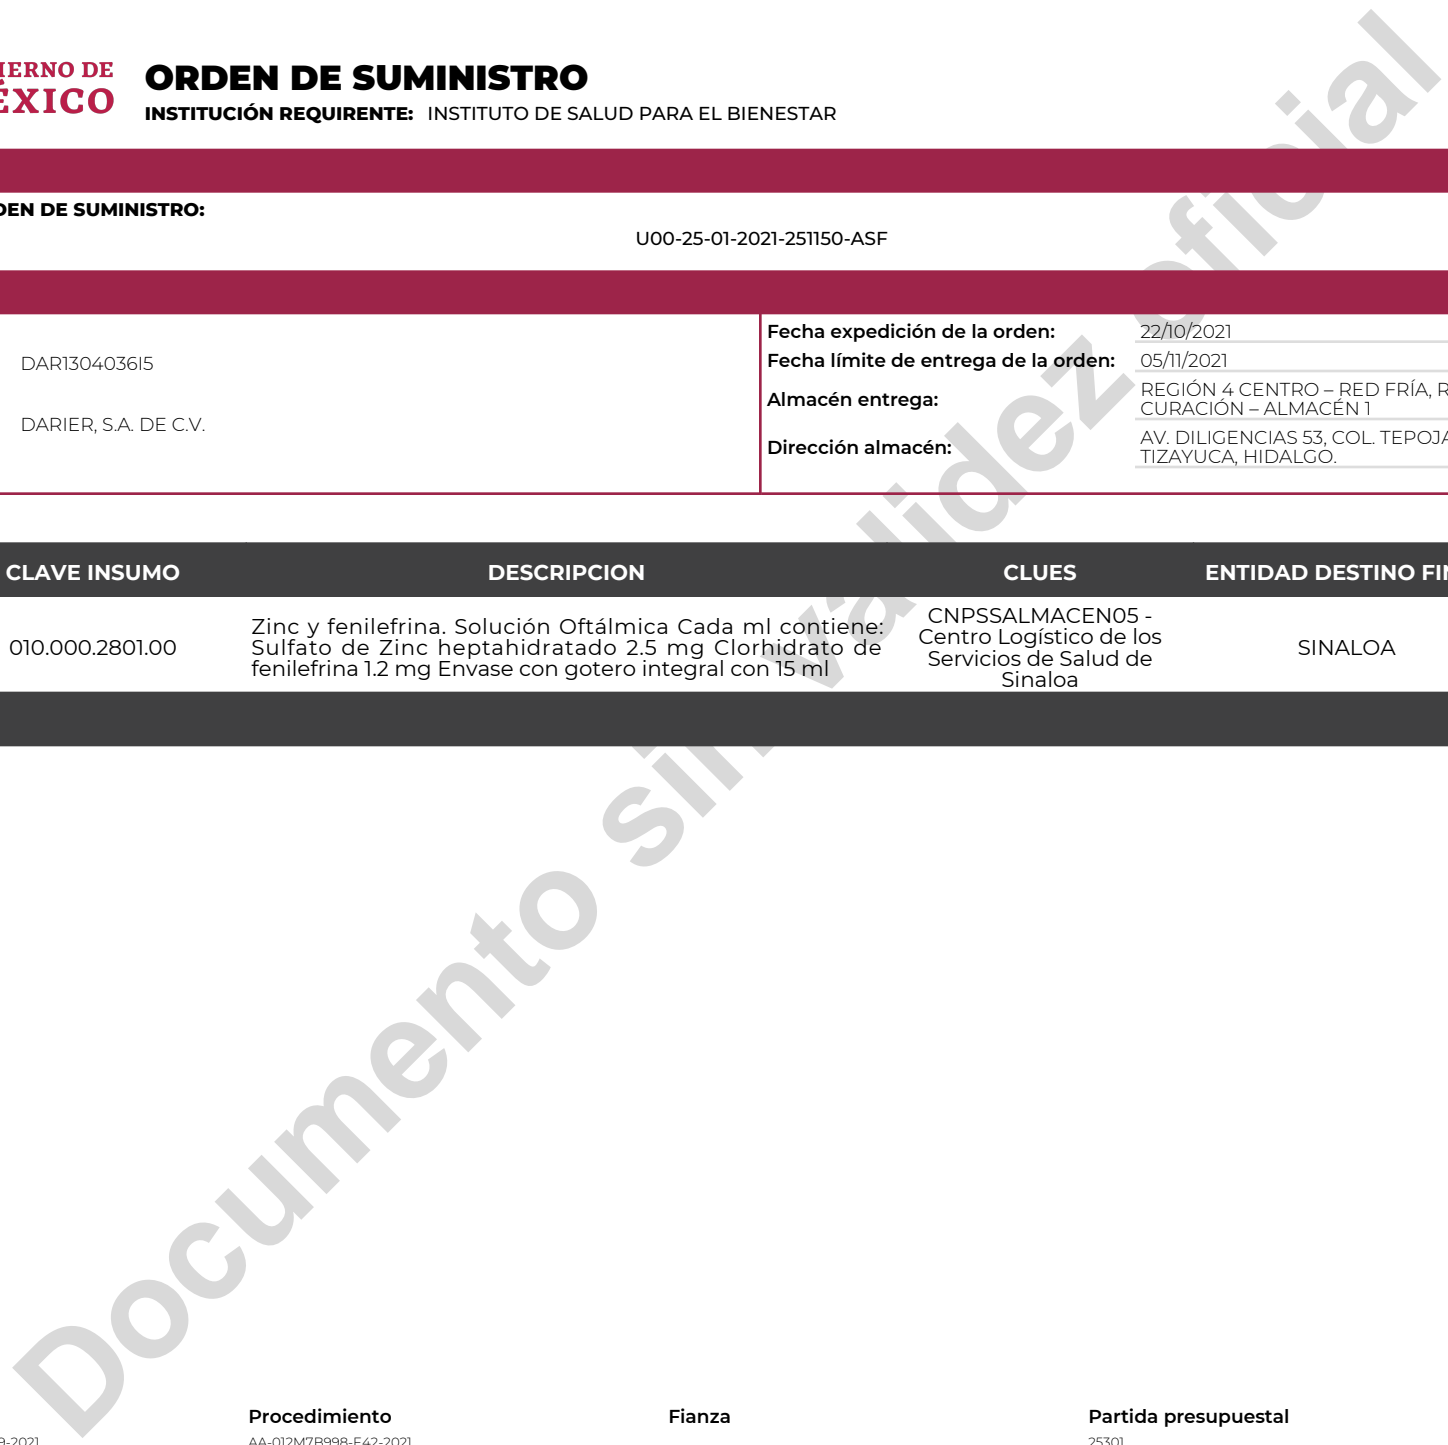 ORDEN DE SUMINISTRO
INSTITUCIÓN REQUIRENTE: INSTITUTO DE SALUD PARA EL BIENESTAR
DE SUMINISTRO:
U00-25-01-2021-251150-ASF
DAR1304036I5
DARIER, S.A. DE C.V.
Fecha expedición de la orden: 22/10/2021
Fecha límite de entrega de la orden: 05/11/2021
Almacén entrega:
REGIÓN 4 CENTRO – RED FRÍA,
CURACIÓN – ALMACÉN 1
Dirección almacén:
AV. DILIGENCIAS 53, COL.
TIZAYUCA, HIDALGO.
CLAVE INSUMO DESCRIPCION CLUES ENTIDAD DESTINO
010.000.2801.00
Zinc y fenilefrina. Solución Oftálmica Cada ml contiene:
Sulfato de Zinc heptahidratado 2.5 mg Clorhidrato de
fenilefrina 1.2 mg Envase con gotero integral con 15 ml
CNPSSALMACEN05 -
Centro Logístico de los
Servicios de Salud de
Sinaloa
SINALOA
Documento sin validez oficial
Procedimiento Fianza Partida presupuestal
AA-012M7B998-E42-2021 25301